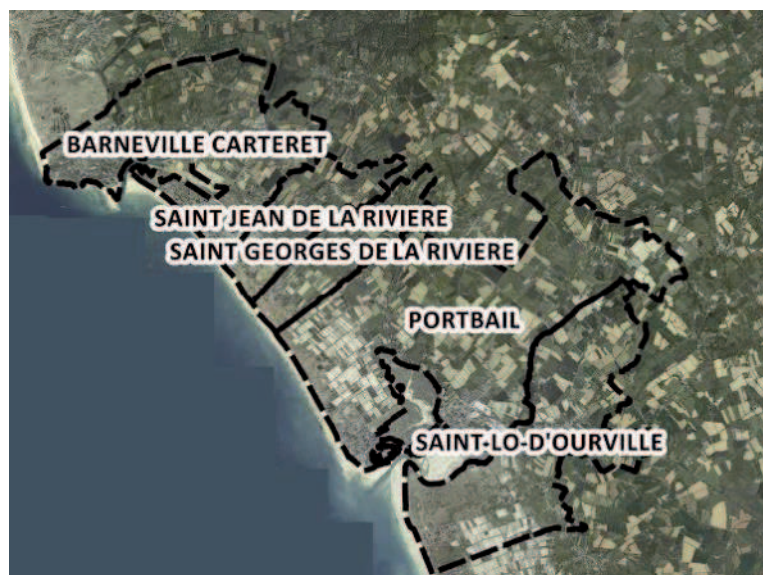 BARNEVILLE CARTERET
SAINT JEAN DE LA RIVIERE
SAINT GEORGES DE LA RIVIERE
PORTBAIL
SAINT-LO-D'OURVILLE